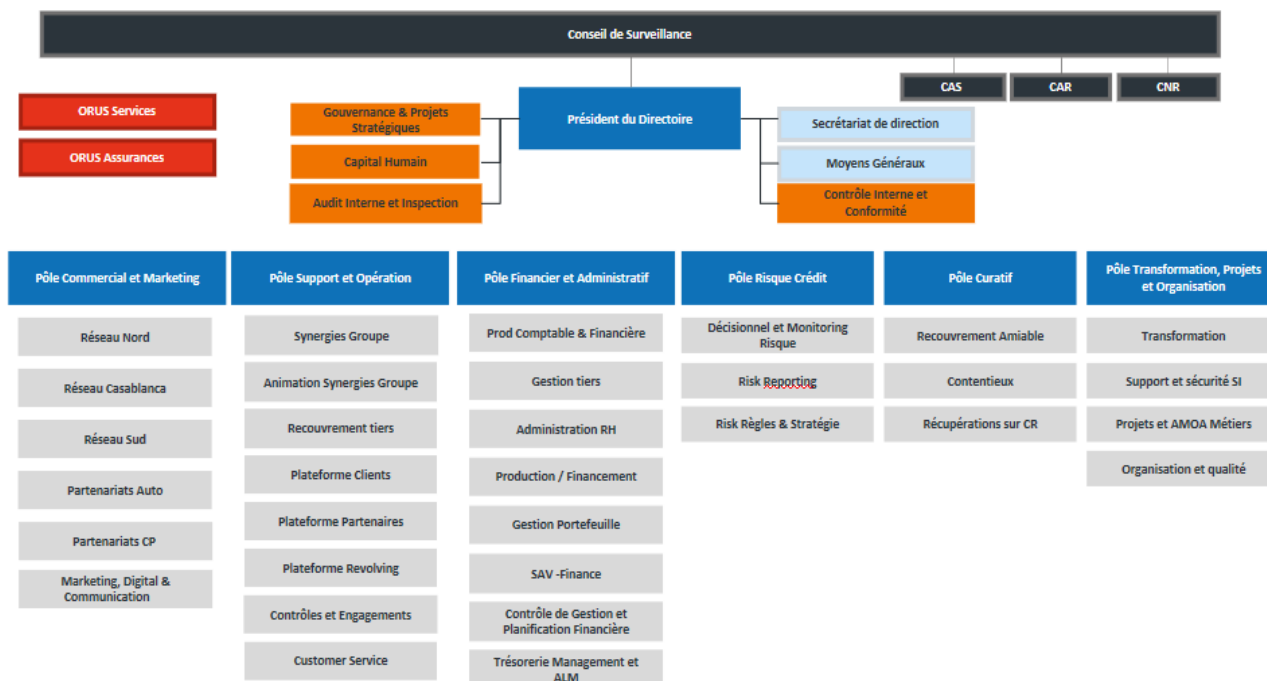 Conseil de Surveillance
CAS
CAR
CNR
ORUS Services
ORUS Assurances
Gouvernance & Projets
Stratégiques
Capital Humain
Audit Interne et Inspection
Président du Directoire
Secrétariat de direction
Moyens Généraux
Contrôle Interne et
Conformité
Pôle Commercial et Marketing
Réseau Nord
Réseau Casablanca
Réseau Sud
Partenariats Auto
Partenariats CP
Marketing, Digital &
Communication
Pôle Support et Opération
Synergies Groupe
Animation Synergies Groupe
Recouvrement tiers
Plateforme Clients
Plateforme Partenaires
Plateforme Revolving
Contrôles et Engagements
Customer Service
Pôle Financier et Administratif
Prod Comptable & Financière
Gestion tiers
Administration RH
Production / Financement
Gestion Portefeuille
SAV -Finance
Contrôle de Gestion et
Planification Financière
Trésorerie Management et
ALM
Pôle Risque Crédit
Décisionnel et Monitoring
Risque
Risk Reporting
Risk Règles & Stratégie
Pôle Curatif
Recouvrement Amiable
Contentieux
Récupérations sur CR
Pôle Transformation, Projets
et Organisation
Transformation
Support et sécurité SI
Projets et AMOA Métiers
Organisation et qualité